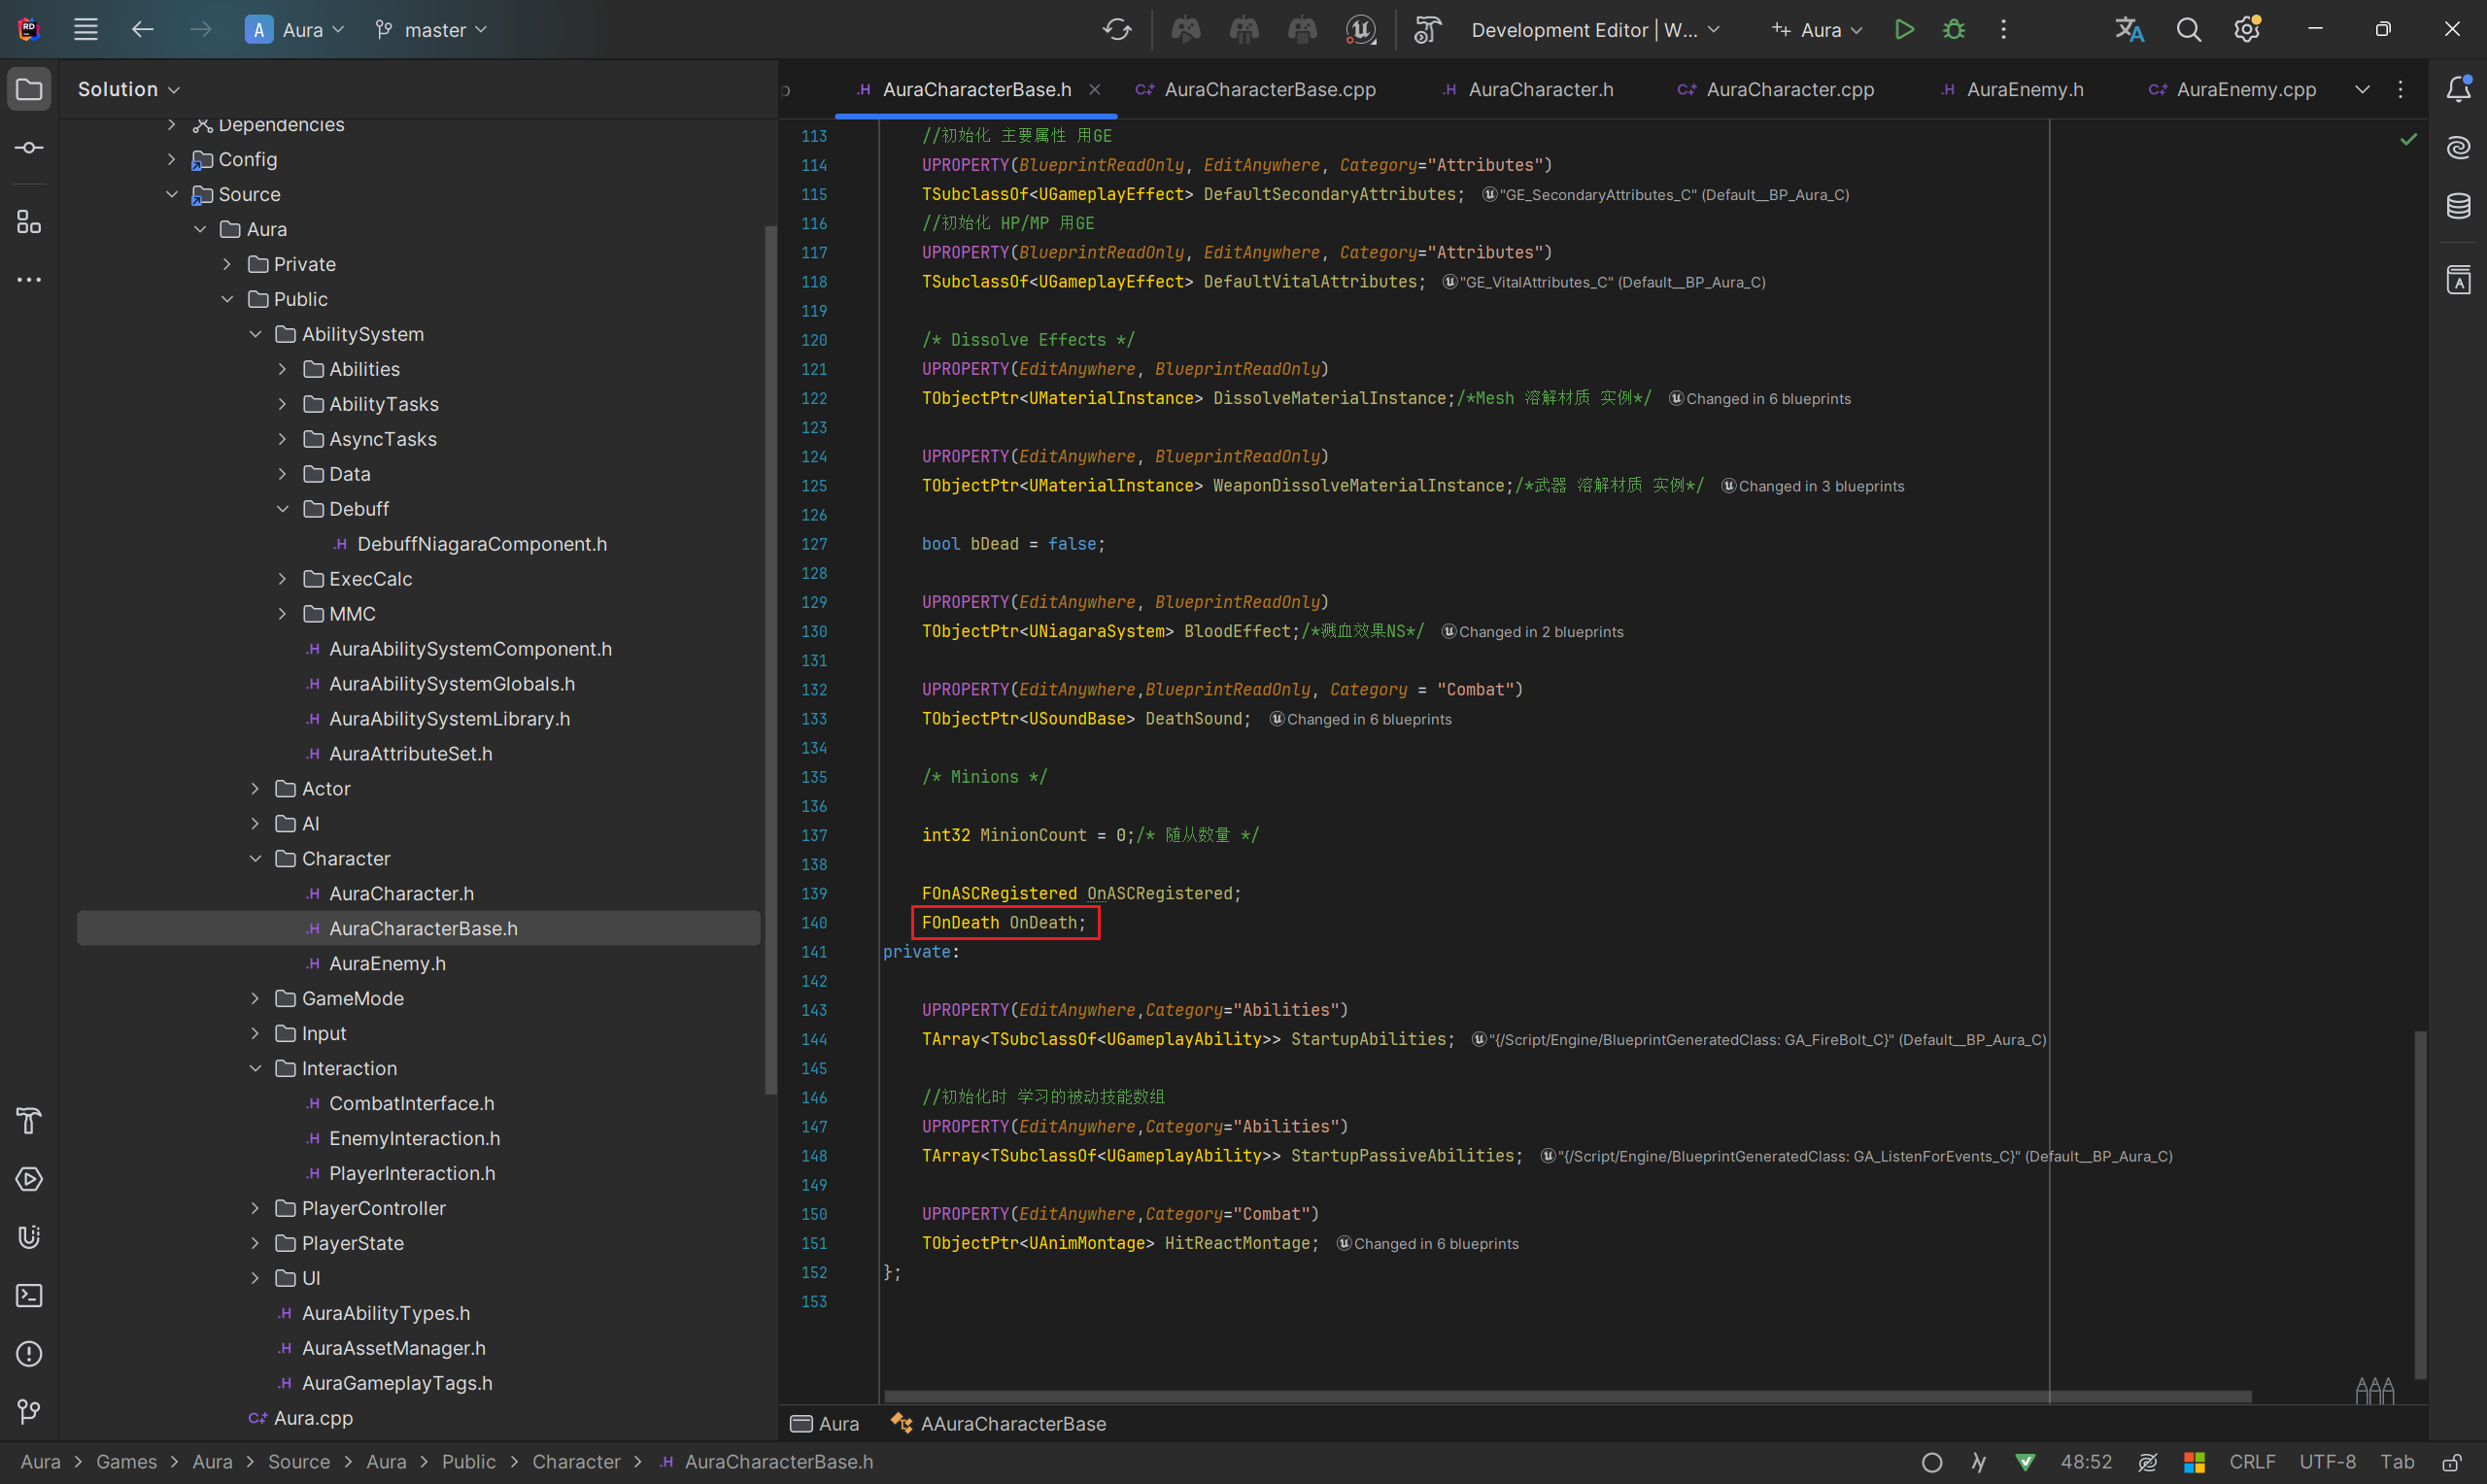 Aura
master
Development Editor | W...
Aura
Solution
AuraCharacterBase.h
AuraCharacterBase.cpp
AuraCharacter.h
AuraCharacter.cpp
AuraEnemy.h
AuraEnemy.cpp
Dependencies
Config
Source
Aura
Private
Public
AbilitySystem
Abilities
AbilityTasks
AsyncTasks
Data
Debuff
.H DebuffNiagaraComponent.h
ExecCalc
MMC
.H AuraAbilitySystemComponent.h
.H AuraAbilitySystemGlobals.h
.H AuraAbilitySystemLibrary.h
.H AuraAttributeSet.h
Actor
AI
Character
.H AuraCharacter.h
.H AuraCharacterBase.h
.H AuraEnemy.h
GameMode
Input
Interaction
.H CombatInterface.h
.H EnemyInteraction.h
.H PlayerInteraction.h
PlayerController
PlayerState
UI
.H AuraAbilityTypes.h
.H AuraAssetManager.h
.H AuraGameplayTags.h
C++ Aura.cpp
113 //初始化 主要属性 用GE
114 UPROPERTY(BlueprintReadOnly, EditAnywhere, Category="Attributes")
115 TSubclassOf<UGameplayEffect> DefaultSecondaryAttributes; "GE_SecondaryAttributes_C" (Default__BP_Aura_C)
116 //初始化 HP/MP 用GE
117 UPROPERTY(BlueprintReadOnly, EditAnywhere, Category="Attributes")
118 TSubclassOf<UGameplayEffect> DefaultVitalAttributes; "GE_VitalAttributes_C" (Default__BP_Aura_C)
119
120 /* Dissolve Effects */
121 UPROPERTY(EditAnywhere, BlueprintReadOnly)
122 TObjectPtr<UMaterialInstance> DissolveMaterialInstance;/*Mesh 溶解材质 实例*/ Changed in 6 blueprints
123
124 UPROPERTY(EditAnywhere, BlueprintReadOnly)
125 TObjectPtr<UMaterialInstance> WeaponDissolveMaterialInstance;/*武器 溶解材质 实例*/ Changed in 3 blueprints
126
127 bool bDead = false;
128
129 UPROPERTY(EditAnywhere, BlueprintReadOnly)
130 TObjectPtr<UNiagaraSystem> BloodEffect;/*溅血效果NS*/ Changed in 2 blueprints
131
132 UPROPERTY(EditAnywhere,BlueprintReadOnly, Category = "Combat")
133 TObjectPtr<USoundBase> DeathSound; Changed in 6 blueprints
134
135 /* Minions */
136
137 int32 MinionCount = 0;/* 随从数量 */
138
139 FOnASCRegistered OnASCRegistered;
140 FOnDeath OnDeath;
141 private:
142
143 UPROPERTY(EditAnywhere,Category="Abilities")
144 TArray<TSubclassOf<UGameplayAbility>> StartupAbilities; "{/Script/Engine/BlueprintGeneratedClass: GA_FireBolt_C}" (Default__BP_Aura_C)
145
146 //初始化时 学习的被动技能数组
147 UPROPERTY(EditAnywhere,Category="Abilities")
148 TArray<TSubclassOf<UGameplayAbility>> StartupPassiveAbilities; "{/Script/Engine/BlueprintGeneratedClass: GA_ListenForEvents_C}" (Default__BP_Aura_C)
149
150 UPROPERTY(EditAnywhere,Category="Combat")
151 TObjectPtr<UAnimMontage> HitReactMontage; Changed in 6 blueprints
152 };
153
Aura AAuraCharacterBase
Aura > Games > Aura > Source > Aura > Public > Character > .H AuraCharacterBase.h
48:52 CRLF UTF-8 Tab